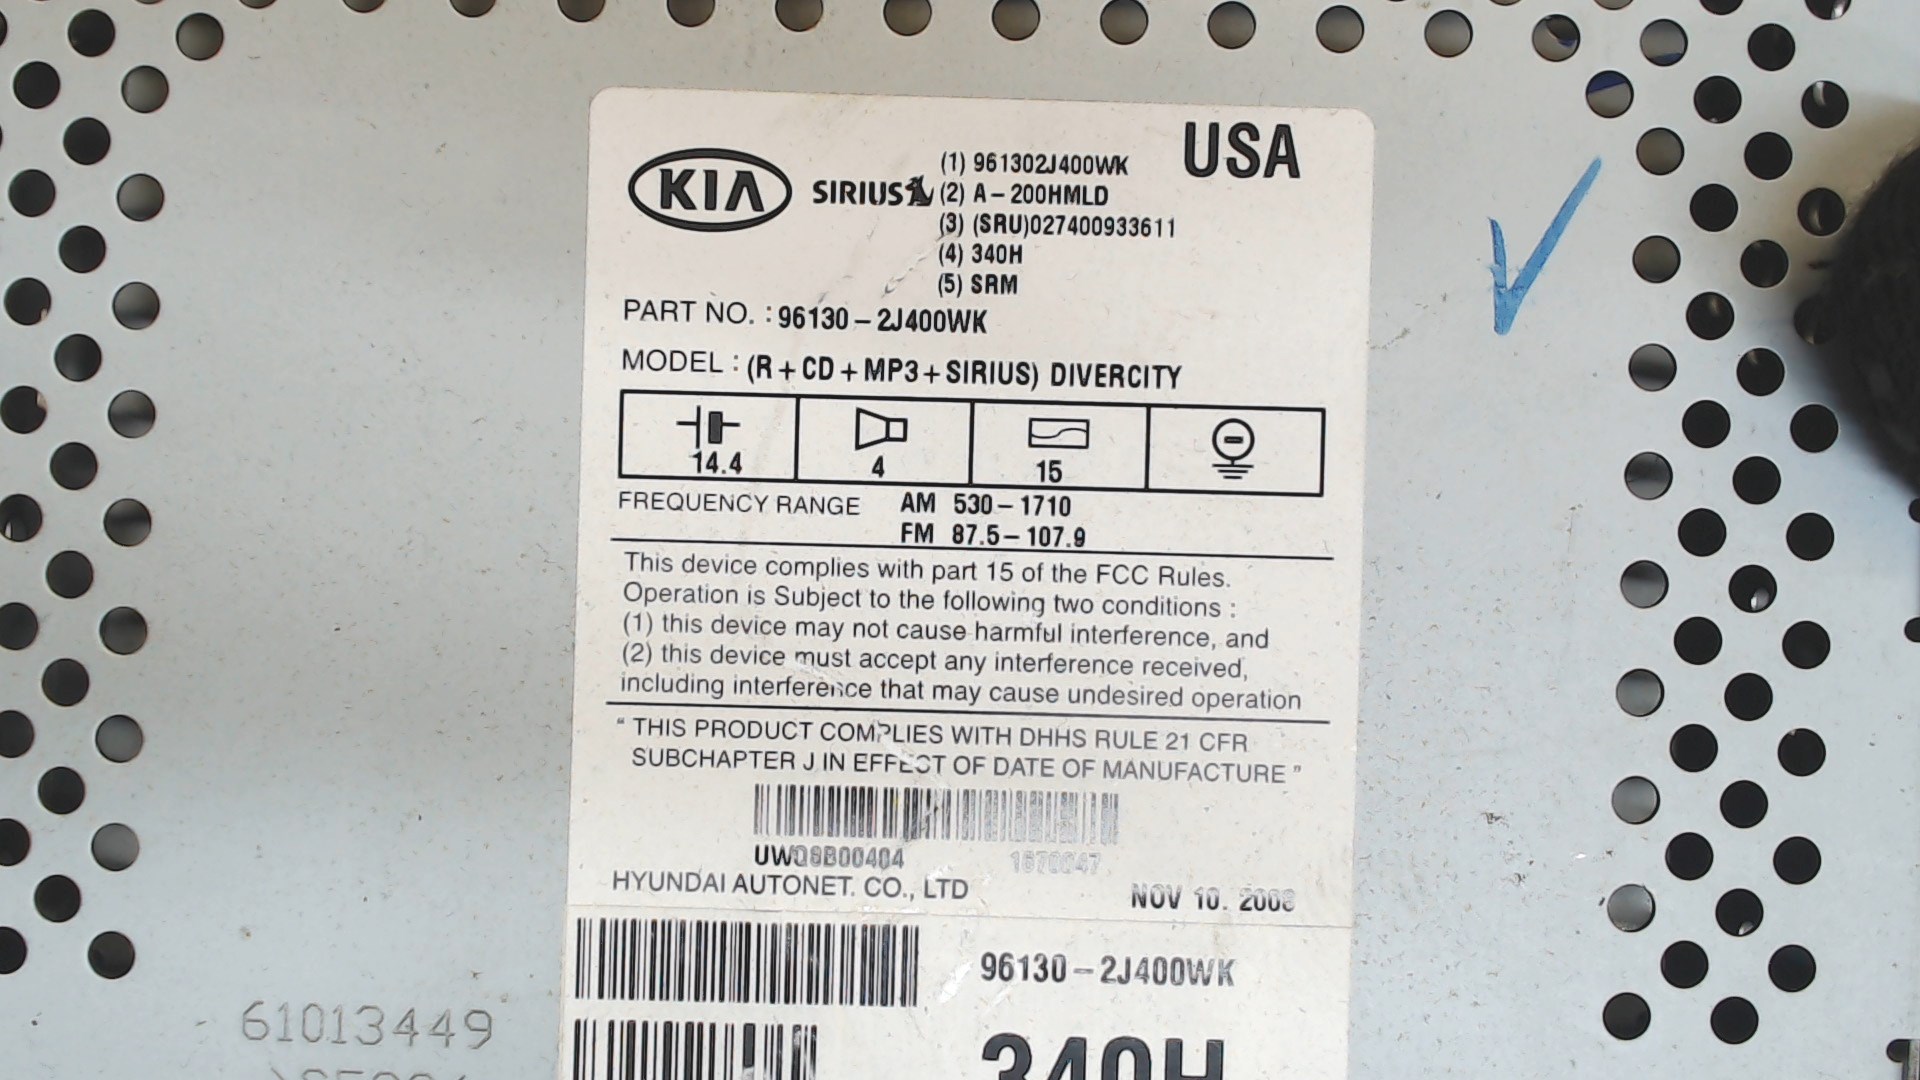 KIA
SIRIUS
USA
(1) 961302J400WK
(2) A-200HMLD
(3) (SRU)027400933611
(4) 340H
(5) SRM
PART NO. : 96130-2J400WK
MODEL : (R+CD+MP3+SIRIUS) DIVERCITY
14.4 4 15
FREQUENCY RANGE AM 530-1710
FM 87.5-107.9
This device complies with part 15 of the FCC Rules.
Operation is Subject to the following two conditions :
(1) this device may not cause harmful interference, and
(2) this device must accept any interference received,
including interference that may cause undesired operation
" THIS PRODUCT COMPLIES WITH DHHS RULE 21 CFR
SUBCHAPTER J IN EFFECT OF DATE OF MANUFACTURE "
UWQ8B00404
HYUNDAI AUTONET. CO., LTD
NOV 10. 2008
96130-2J400WK
340H
61013449